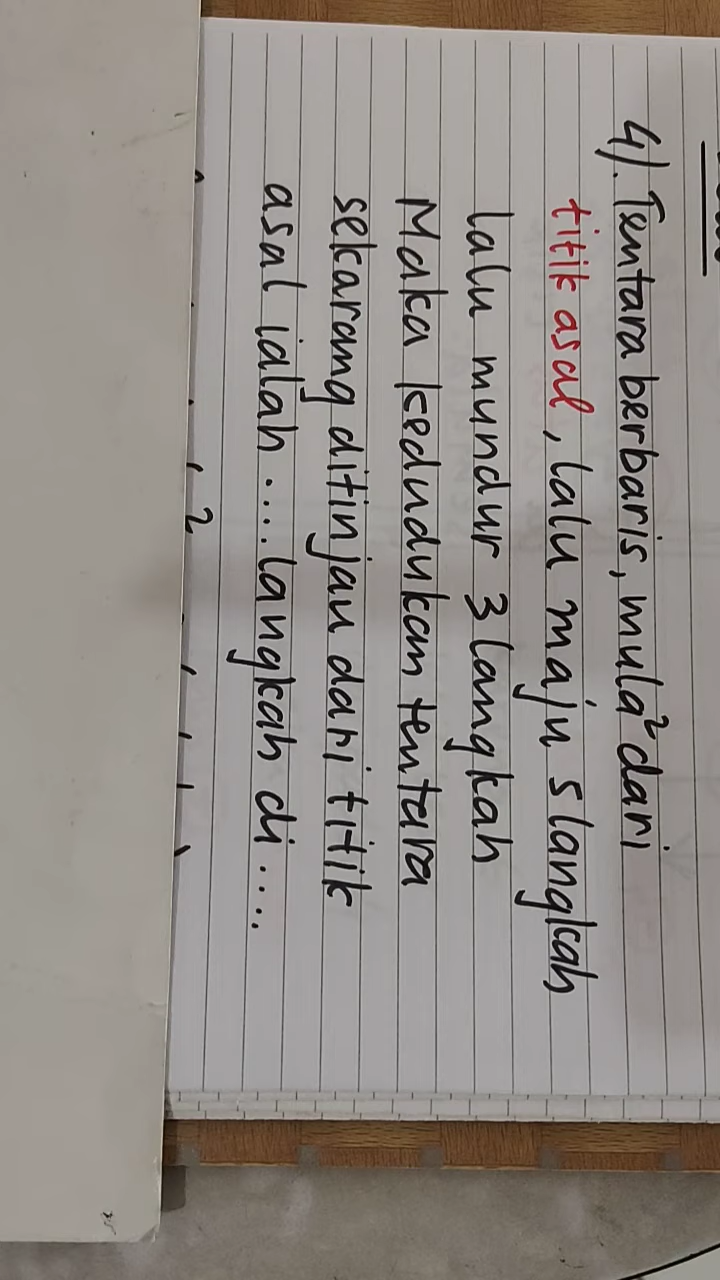 4). Tentara berbaris, mula² dari
titik asal, lalu maju 5 langkah
lalu mundur 3 langkah
Maka kedudukan tentara
sekarang ditinjau dari titik
asal ialah ..... langkah di .....